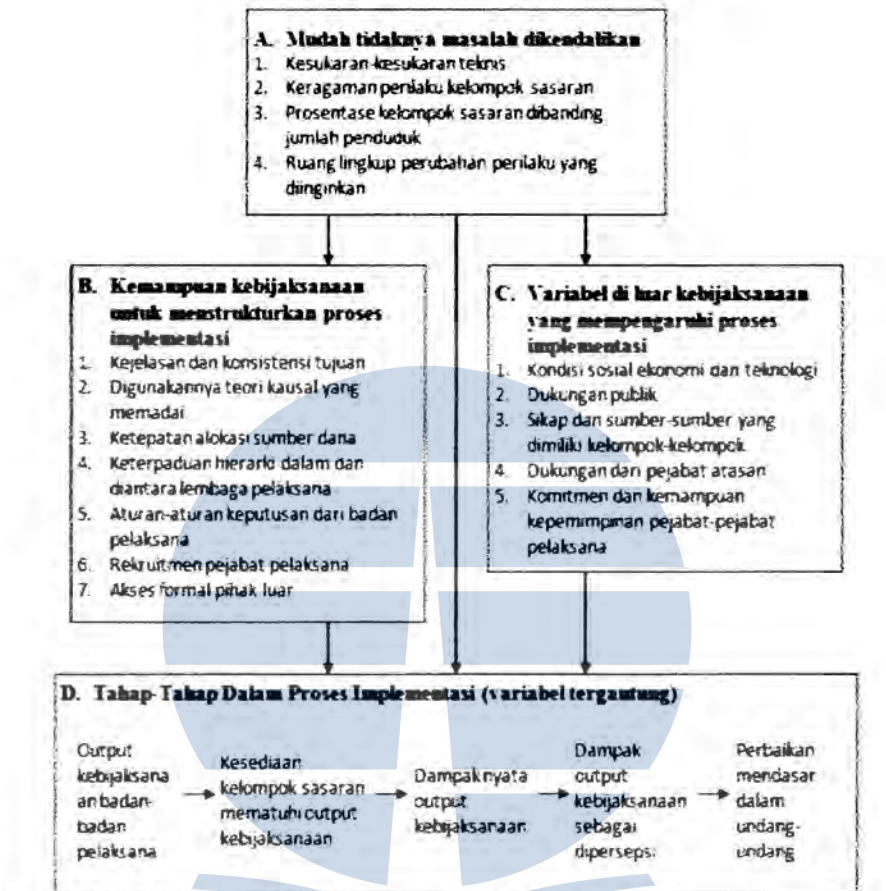 A. Mudah tidaknya masalah dikendalikan
1. Kesukaran-kesukaran teknis
2. Keragaman perilaku kelompok sasaran
3. Prosentase kelompok sasaran dibanding
jumlah penduduk
4. Ruang lingkup perubahan perilaku yang
diinginkan
B. Kemampuan kebijaksanaan
untuk menstrukturkan proses
implementasi
1. Kejelasan dan konsistensi tujuan
2. Digunakannya teori kausal yang
memadai
3. Ketepatan alokasi sumber dana
4. Keterpaduan hierarki dalam dan
diantara lembaga pelaksana
5. Aturan-aturan keputusan dari badan
pelaksana
6. Rekruitmen pejabat pelaksana
7. Akses formal pihak luar
C. Variabel di luar kebijaksanaan
yang mempengaruhi proses
implementasi
1. Kondisi sosial ekonomi dan teknologi
2. Dukungan publik
3. Sikap dan sumber-sumber yang
dimiliki kelompok-kelompok
4. Dukungan dari pejabat atasan
5. Komitmen dan kemampuan
kepemimpinan pejabat-pejabat
pelaksana
D. Tahap-Tahap Dalam Proses Implementasi (variabel tergantung)
Output
kebijaksana
an badan-
badan
pelaksana
Kesediaan
kelompok sasaran
mematuhi output
kebijaksanaan
Dampak nyata
output
kebijaksanaan
Dampak
output
kebijaksanaan
sebagai
dipersepsi
Perbaikan
mendasar
dalam
undang-
undang